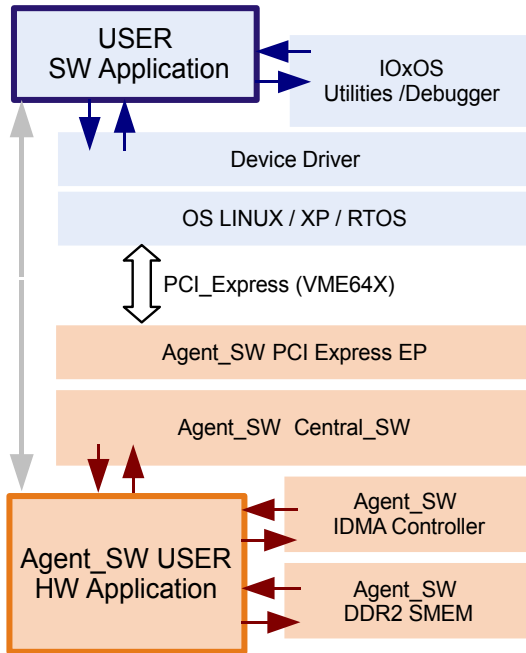 USER
SW Application
IOxOS
Utilities /Debugger
Device Driver
OS LINUX / XP / RTOS
PCI_Express (VME64X)
Agent_SW PCI Express EP
Agent_SW Central_SW
Agent_SW USER
HW Application
Agent_SW
IDMA Controller
Agent_SW
DDR2 SMEM